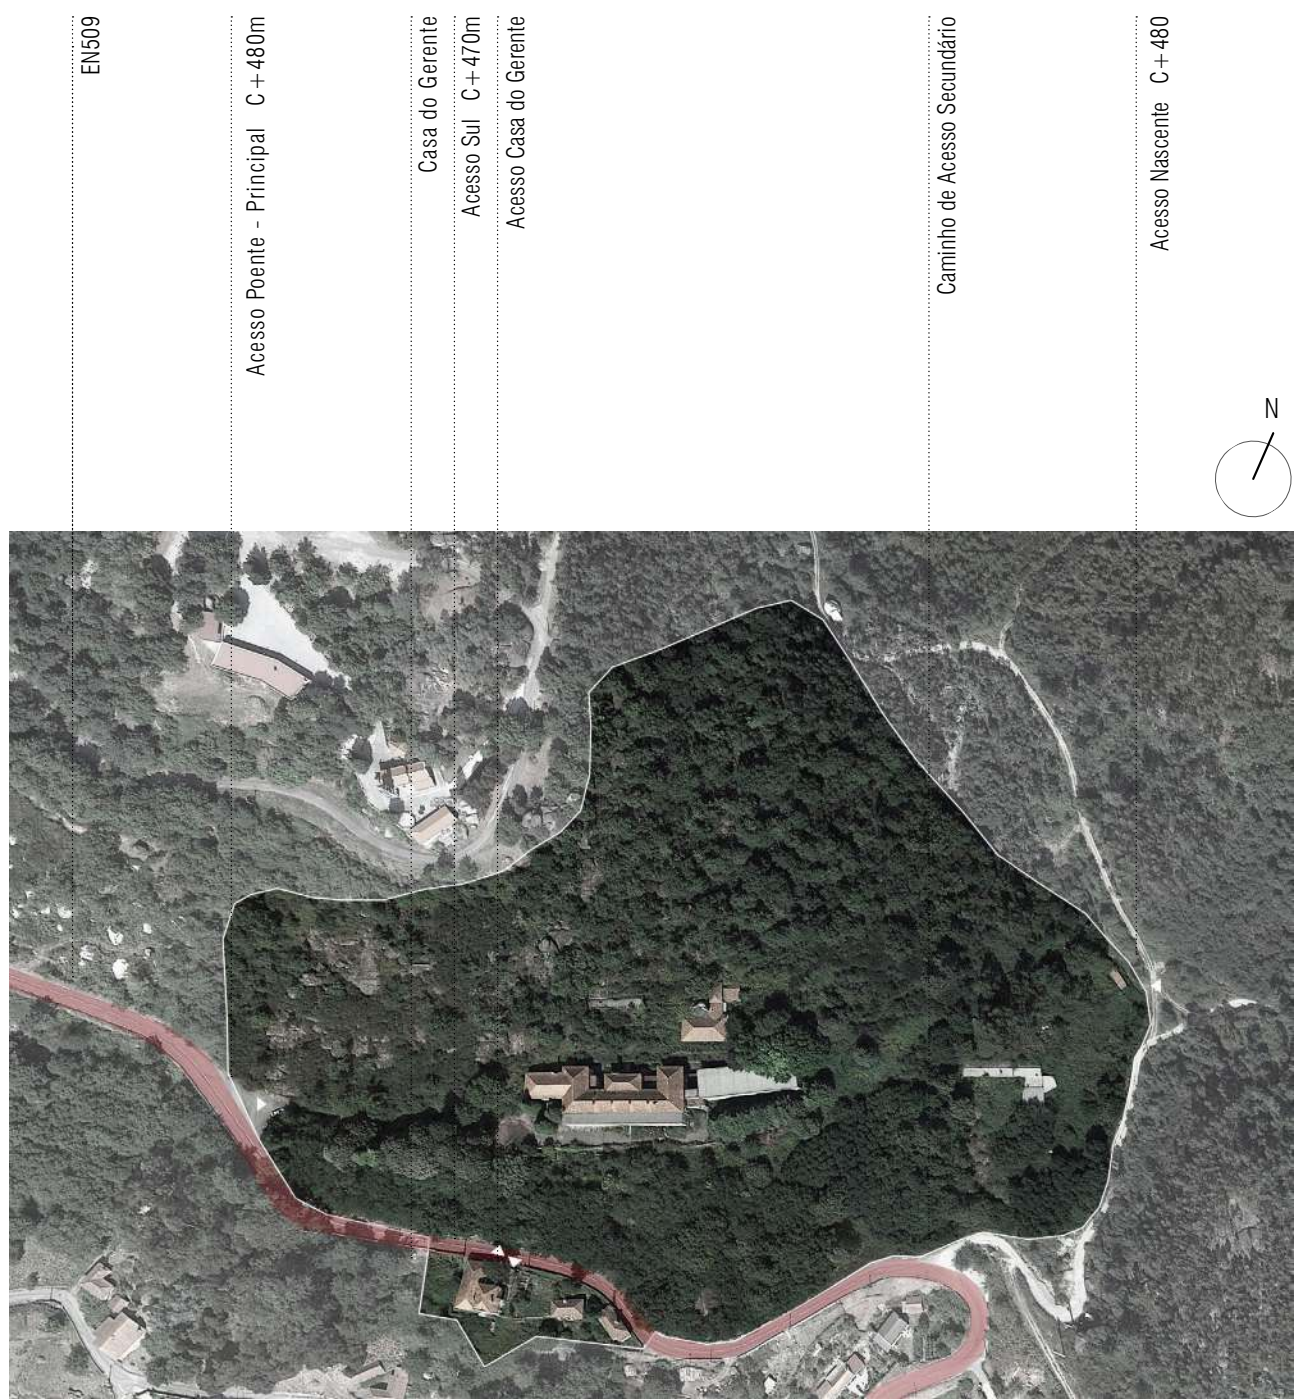 EN509
Acesso Poente - Principal C+480m
Casa do Gerente
Acesso Sul C+470m
Acesso Casa do Gerente
Caminho de Acesso Secundário
Acesso Nascente C+480
N